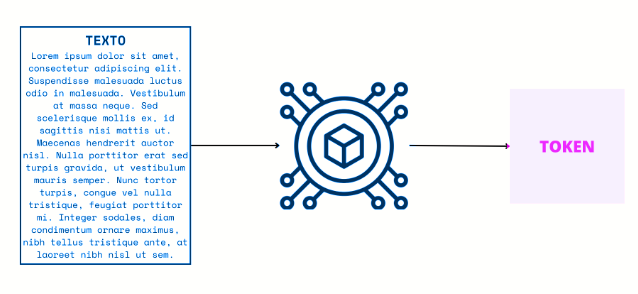 TEXTO
Lorem ipsum dolor sit amet,
consectetur adipiscing elit.
Suspendisse malesuada luctus
odio in malesuada. Vestibulum
at massa neque. Sed
scelerisque mollis ex, id
sagittis nisi mattis ut.
Maecenas hendrerit auctor
nisl. Nulla porttitor erat sed
turpis gravida, ut vestibulum
mauris semper. Nunc tortor
turpis, congue vel nulla
tristique, feugiat porttitor
mi. Integer sodales, diam
condimentum ornare maximus,
nibh tellus tristique ante, at
laoreet nibh nisl ut sem.
TOKEN